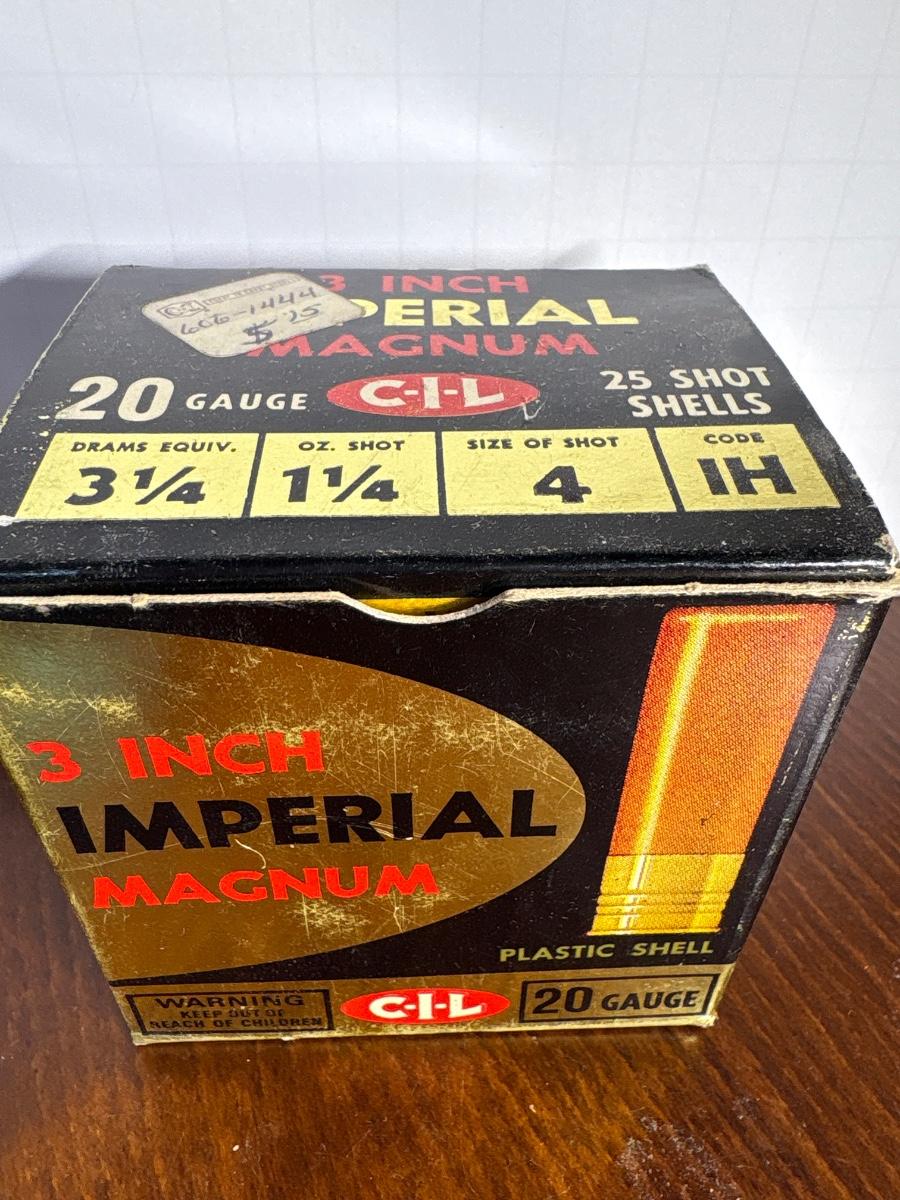 C-I-L
606-1444
$ .25
3 INCH
PERIAL
MAGNUM
20 GAUGE
C-I-L
25 SHOT
SHELLS
DRAMS EQUIV.
3 1/4
OZ. SHOT
1 1/4
SIZE OF SHOT
4
CODE
IH
3 INCH
IMPERIAL
MAGNUM
PLASTIC SHELL
WARNING
KEEP OUT OF
REACH OF CHILDREN
C-I-L
20 GAUGE